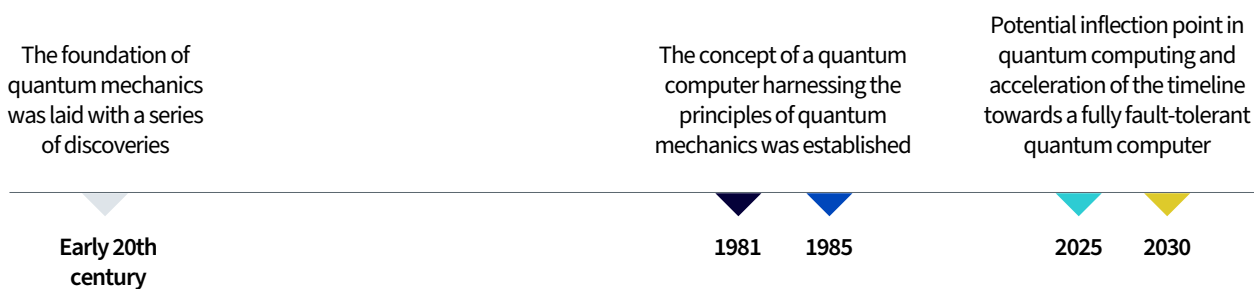 The foundation of
quantum mechanics
was laid with a series
of discoveries
The concept of a quantum
computer harnessing the
principles of quantum
mechanics was established
Potential inflection point in
quantum computing and
acceleration of the timeline
towards a fully fault-tolerant
quantum computer
Early 20th
century
1981
1985
2025
2030